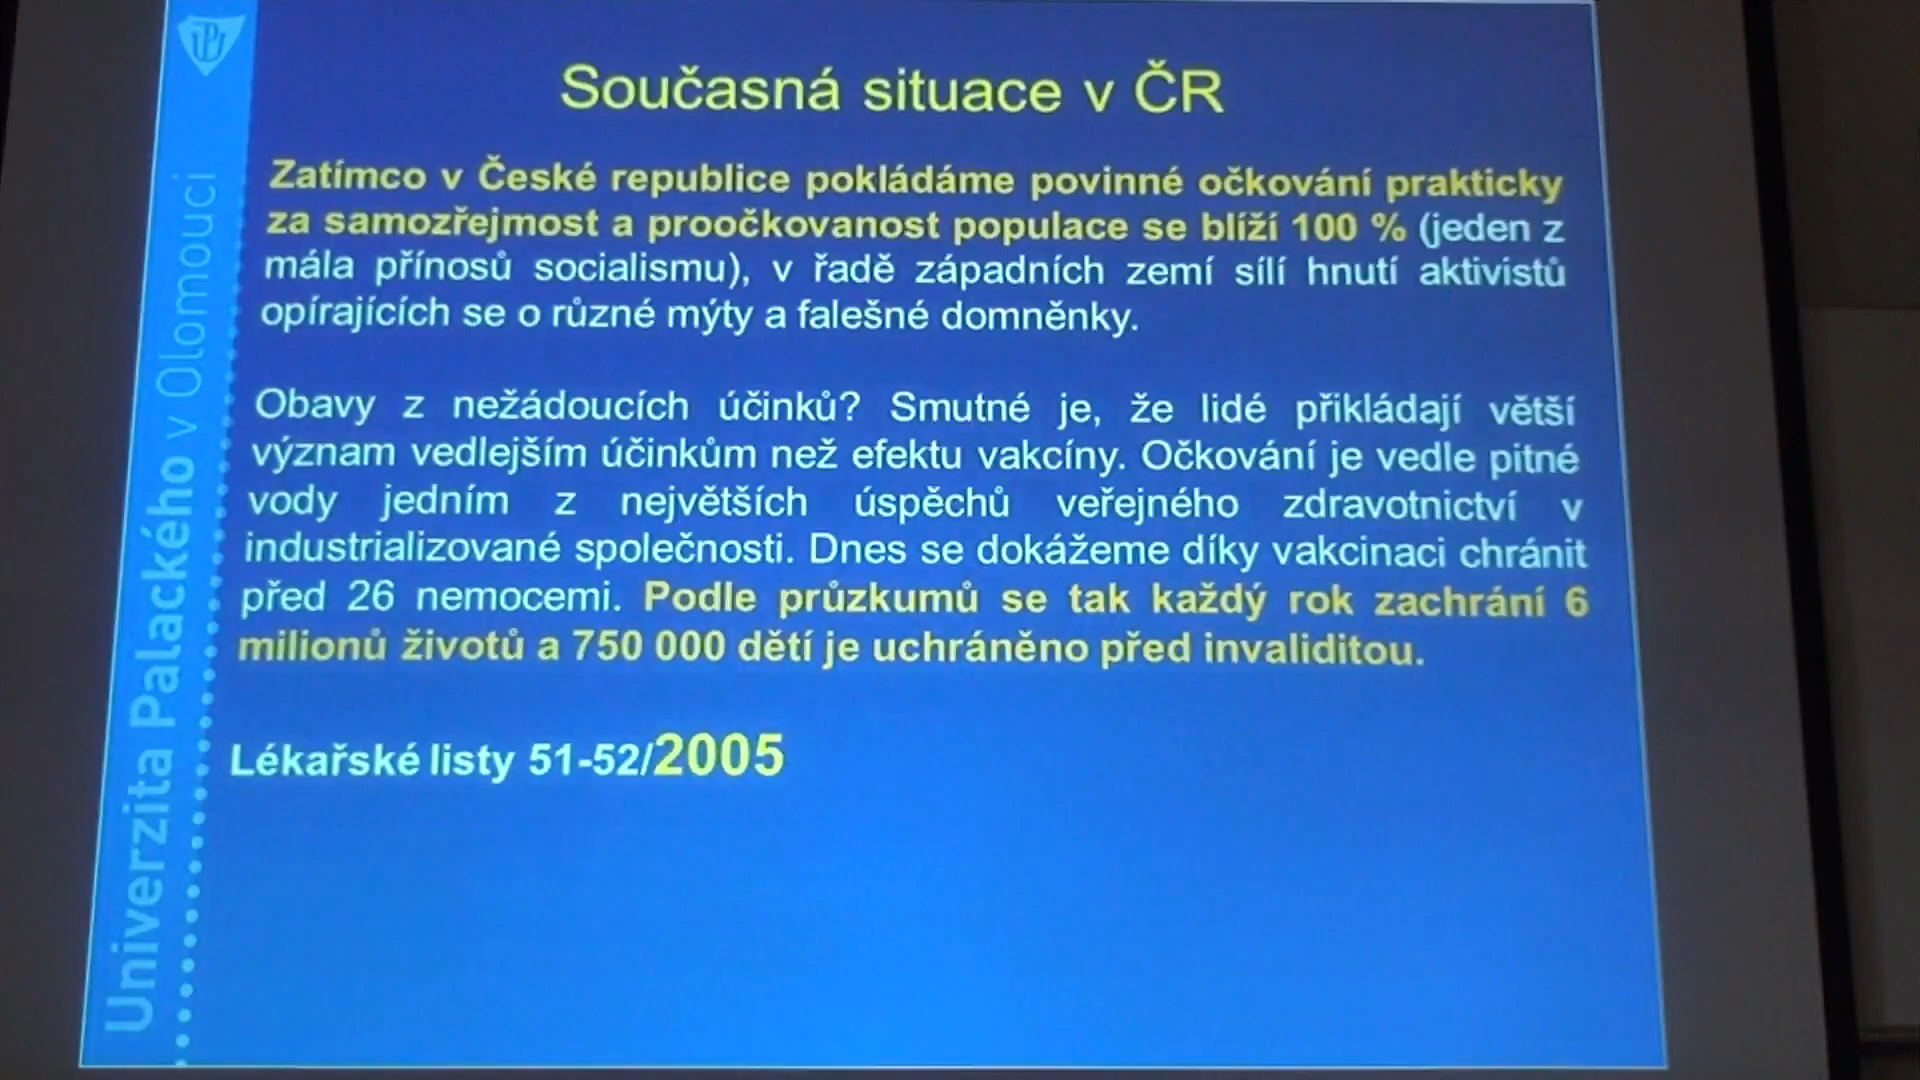 Současná situace v ČR
Zatímco v České republice pokládáme povinné očkování prakticky
za samozřejmost a proočkovanost populace se blíží 100 % (jeden z
mála přínosů socialismu), v řadě západních zemí sílí hnutí aktivistů
opírajících se o různé mýty a falešné domněnky.
Obavy z nežádoucích účinků? Smutné je, že lidé přikládají větší
význam vedlejším účinkům než efektu vakcíny. Očkování je vedle pitné
vody jedním z největších úspěchů veřejného zdravotnictví v
industrializované společnosti. Dnes se dokážeme díky vakcinaci chránit
před 26 nemocemi. Podle průzkumů se tak každý rok zachrání 6
milionů životů a 750 000 dětí je uchráněno před invaliditou.
Lékařské listy 51-52/2005
Univerzita Palackého v Olomouci
UP